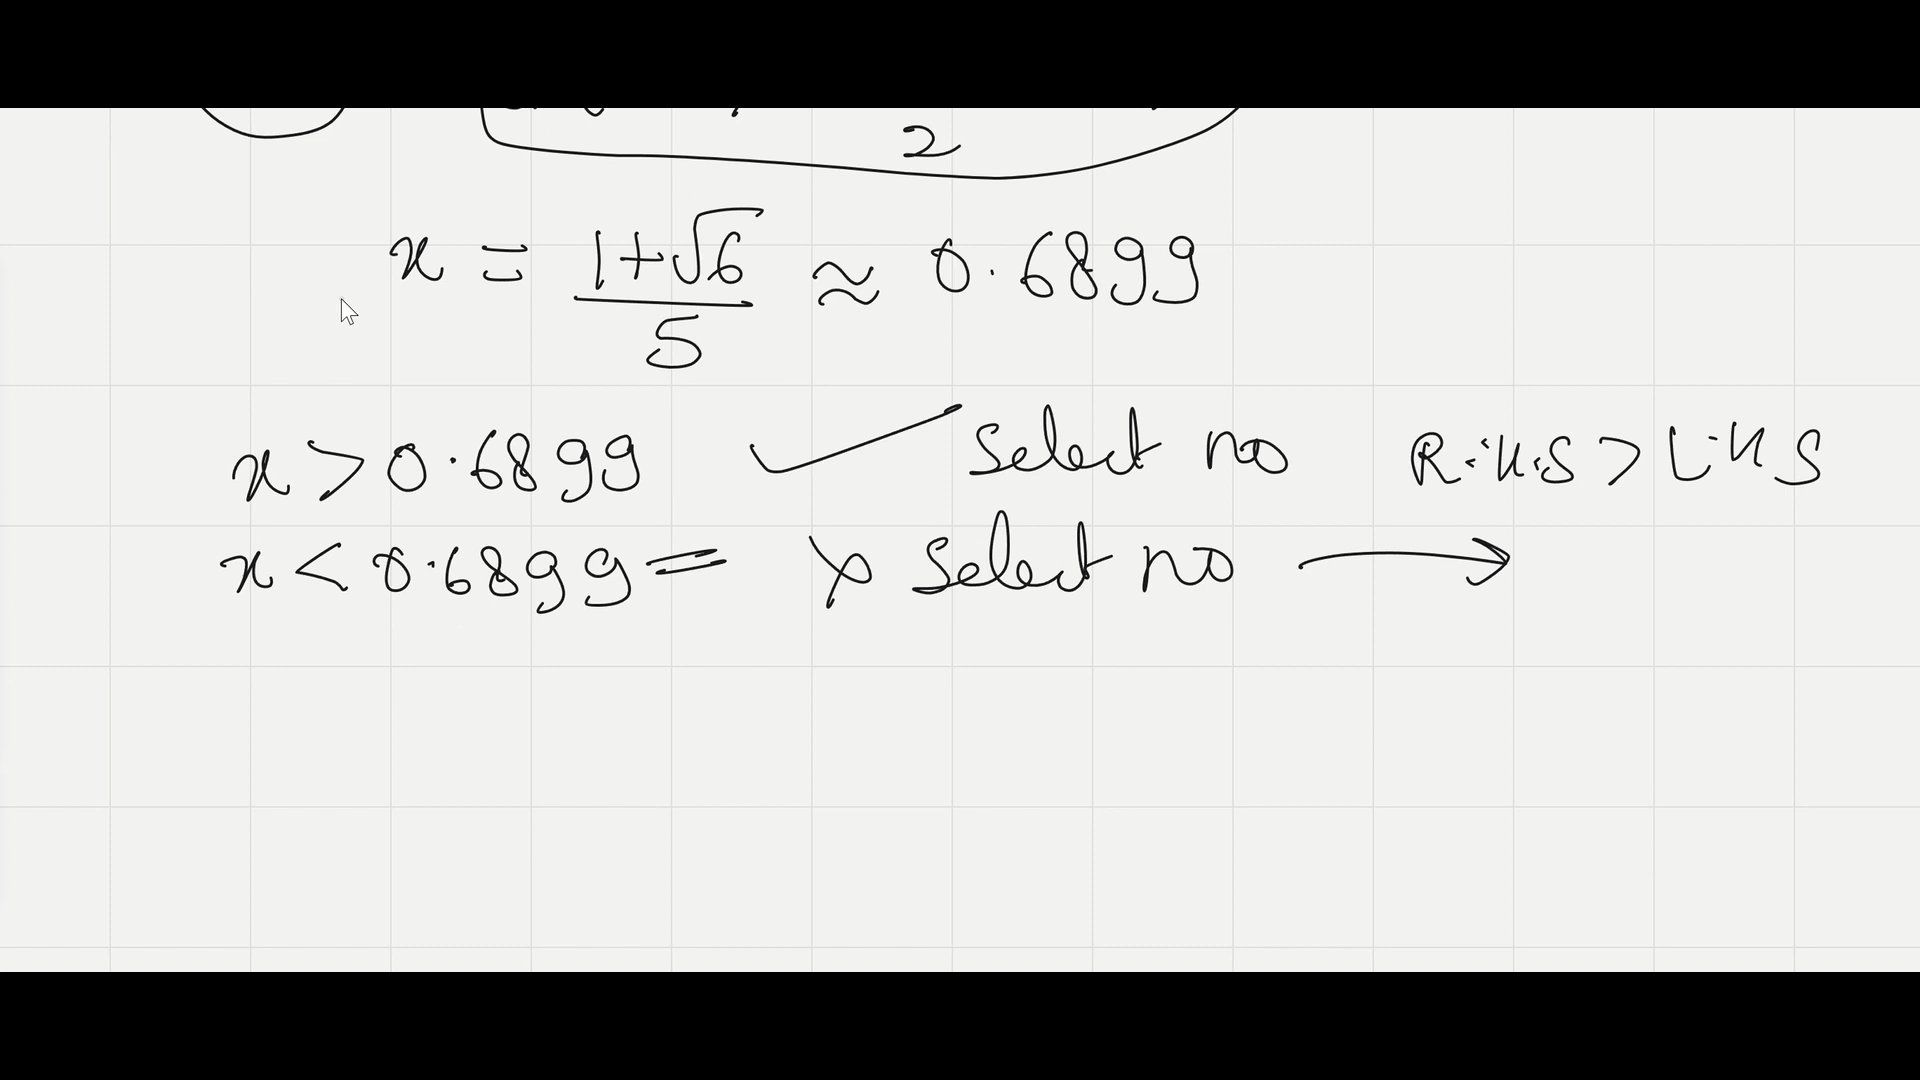 2
x = (1+√6)/5 ≈ 0.6899
x > 0.6899 ✓ Select no R.H.S > L.H S
x < 0.6899 = × Select no →